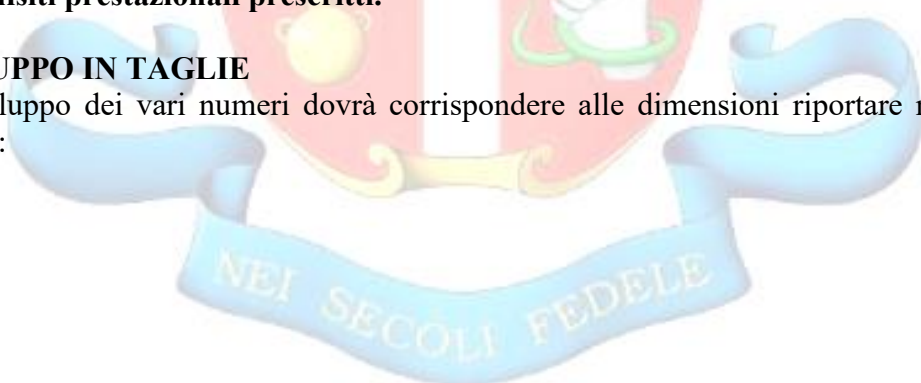 isiti prestazionali prescritti.
UPPO IN TAGLIE
luppo dei vari numeri dovrà corrispondere alle dimensioni riportare
:
NEI SECOLI FEDELE